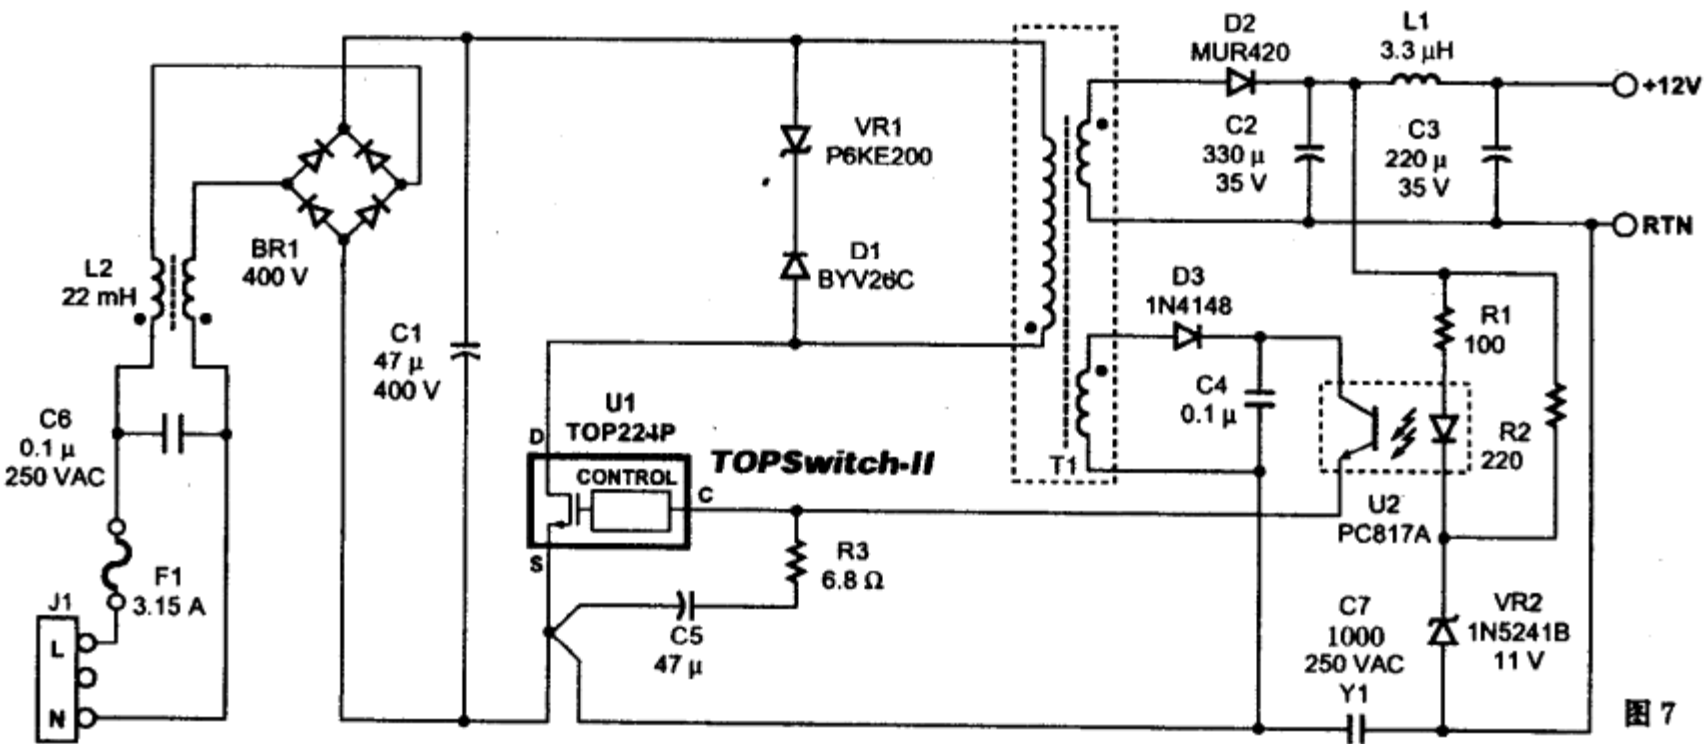 D2
MUR420
L1
3.3 μH
+12V
VR1
P6KE200
C2
330 μ
35 V
C3
220 μ
35 V
RTN
BR1
400 V
L2
22 mH
D1
BYV26C
D3
1N4148
C1
47 μ
400 V
R1
100
C4
0.1 μ
C6
0.1 μ
250 VAC
U1
TOP224P
D
TOPSwitch-II
T1
R2
220
CONTROL
C
U2
PC817A
S
R3
6.8 Ω
F1
3.15 A
J1
L
N
C5
47 μ
C7
1000
250 VAC
Y1
VR2
1N5241B
11 V
图 7